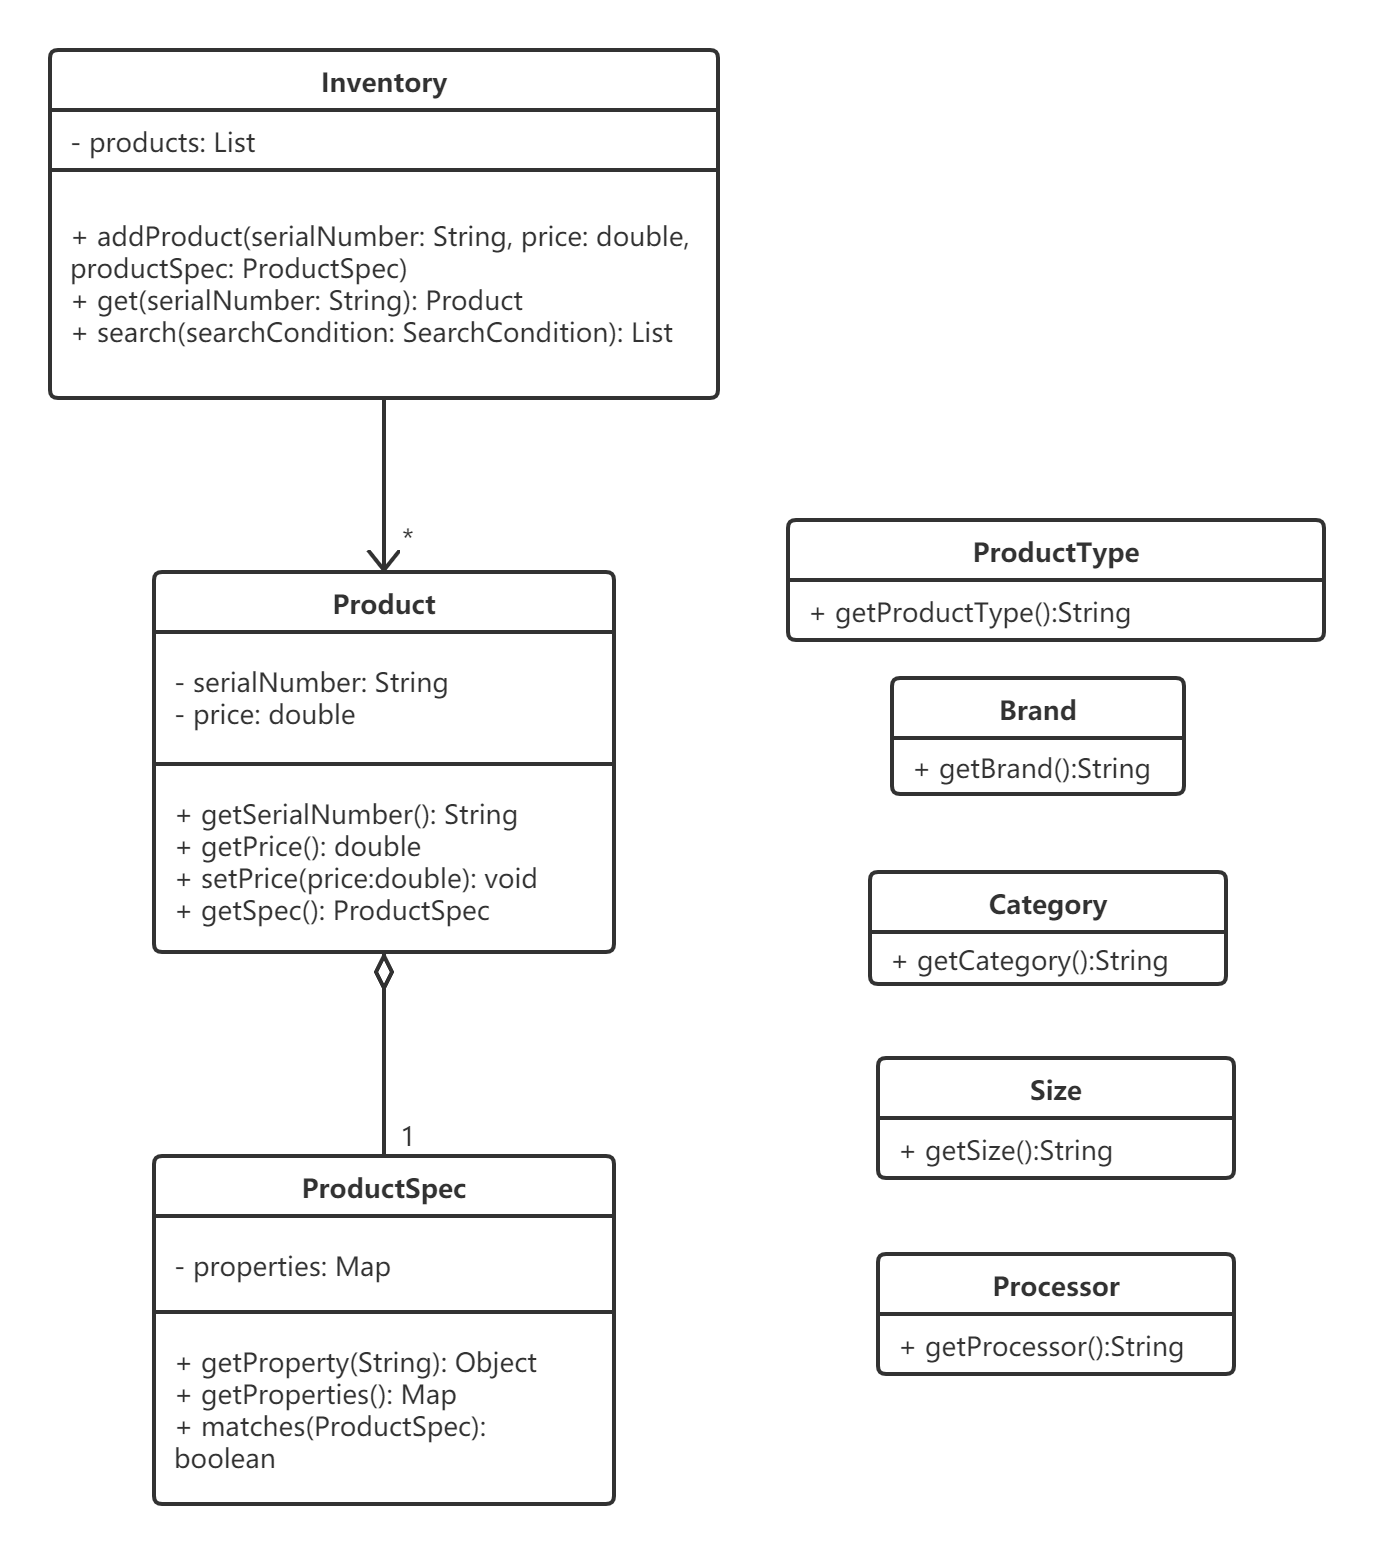 Inventory
- products: List
+ addProduct(serialNumber: String, price: double,
productSpec: ProductSpec)
+ get(serialNumber: String): Product
+ search(searchCondition: SearchCondition): List
*
Product
- serialNumber: String
- price: double
+ getSerialNumber(): String
+ getPrice(): double
+ setPrice(price:double): void
+ getSpec(): ProductSpec
1
ProductSpec
- properties: Map
+ getProperty(String): Object
+ getProperties(): Map
+ matches(ProductSpec):
boolean
ProductType
+ getProductType():String
Brand
+ getBrand():String
Category
+ getCategory():String
Size
+ getSize():String
Processor
+ getProcessor():String